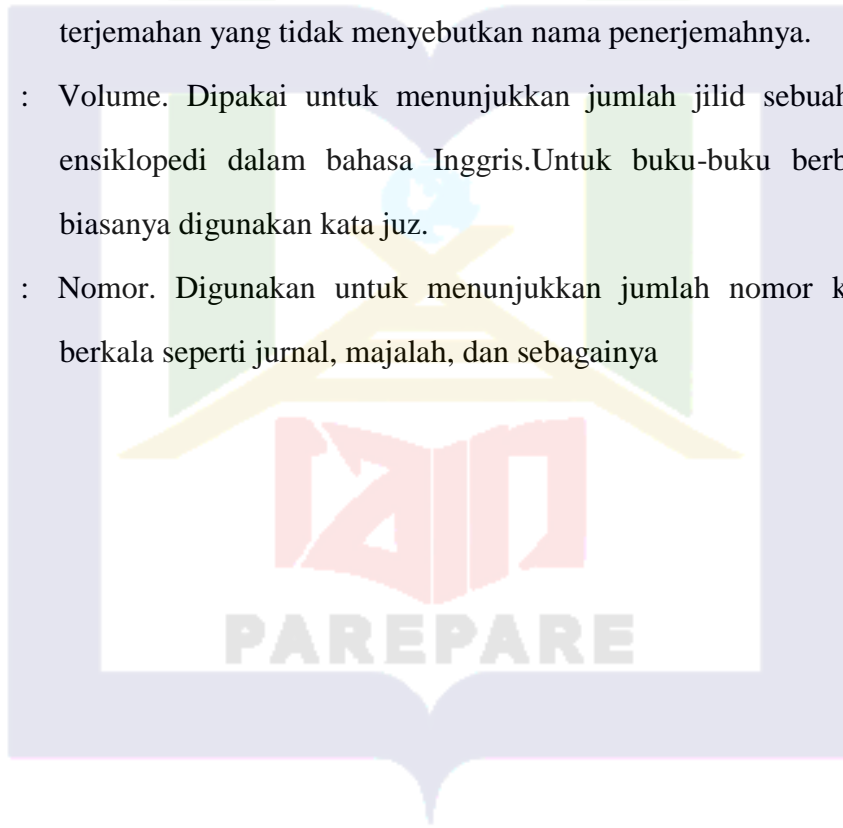 terjemahan yang tidak menyebutkan nama penerjemahnya.
: Volume. Dipakai untuk menunjukkan jumlah jilid sebuah
ensiklopedi dalam bahasa Inggris.Untuk buku-buku
biasanya digunakan kata juz.
: Nomor. Digunakan untuk menunjukkan jumlah nomor
berkala seperti jurnal, majalah, dan sebagainya
iain
PAREPARE